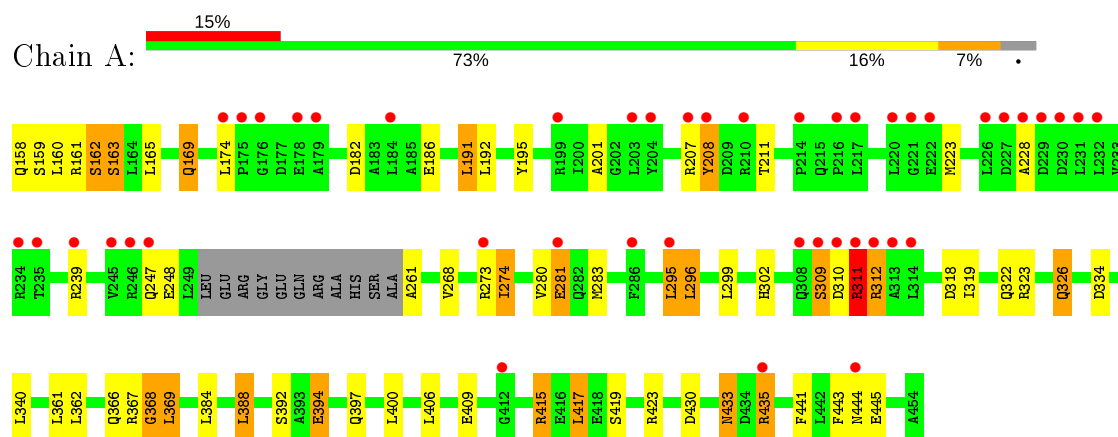 15%
Chain A:
73% 16% 7% •
Q158 S159 L160 R161 S162 S163 L164 L165 Q169 L174 P175 G176 D177 E178 A179 D182 A183 L184 A185 E186 L191 L192 Y195 R199 I200 A201 G202 L203 Y204 R207 Y208 D209 R210 T211 P214 Q215 P216 L217 L220 G221 E222 M223 L226 D227 A228 D229 D230 L231 L232 V233
R234 T235 R239 V245 R246 Q247 E248 L249 LEU GLU ARG GLY GLU GLN ARG ALA HIS SER ALA A261 V268 R273 I274 V280 E281 Q282 M283 F286 L295 L296 L299 H302 Q308 S309 D310 R311 R312 A313 L314 D318 I319 Q322 R323 Q326 D334
L340 L361 L362 Q366 R367 G368 L369 L384 L388 S392 A393 E394 Q397 L400 L406 E409 G412 R415 E416 L417 E418 S419 R423 D430 N433 D434 R435 F441 L442 F443 N444 E445 A454